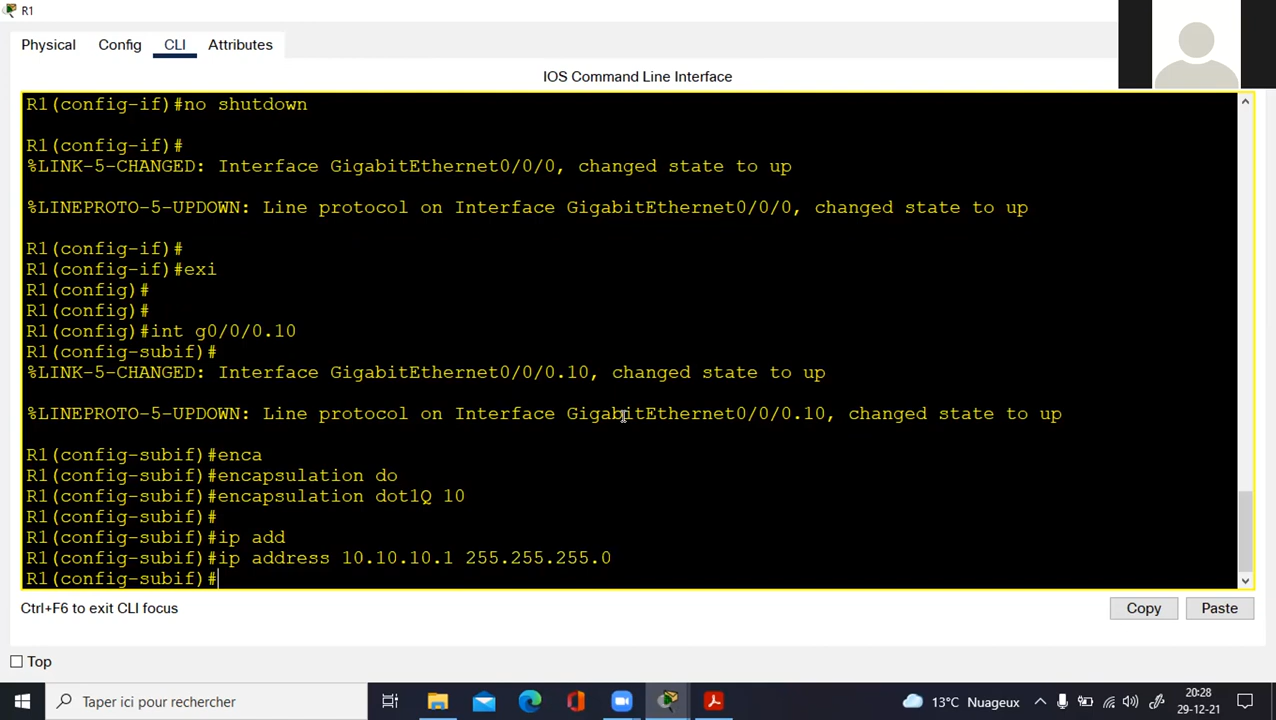 R1
Physical Config CLI Attributes
IOS Command Line Interface
R1(config-if)#no shutdown
R1(config-if)#
%LINK-5-CHANGED: Interface GigabitEthernet0/0/0, changed state to up
%LINEPROTO-5-UPDOWN: Line protocol on Interface GigabitEthernet0/0/0, changed state to up
R1(config-if)#
R1(config-if)#exi
R1(config)#
R1(config)#
R1(config)#int g0/0/0.10
R1(config-subif)#
%LINK-5-CHANGED: Interface GigabitEthernet0/0/0.10, changed state to up
%LINEPROTO-5-UPDOWN: Line protocol on Interface GigabitEthernet0/0/0.10, changed state to up
R1(config-subif)#enca
R1(config-subif)#encapsulation do
R1(config-subif)#encapsulation dot1Q 10
R1(config-subif)#
R1(config-subif)#ip add
R1(config-subif)#ip address 10.10.10.1 255.255.255.0
R1(config-subif)#
Ctrl+F6 to exit CLI focus
Copy Paste
Top
Taper ici pour rechercher
13°C Nuageux
20:28
29-12-21